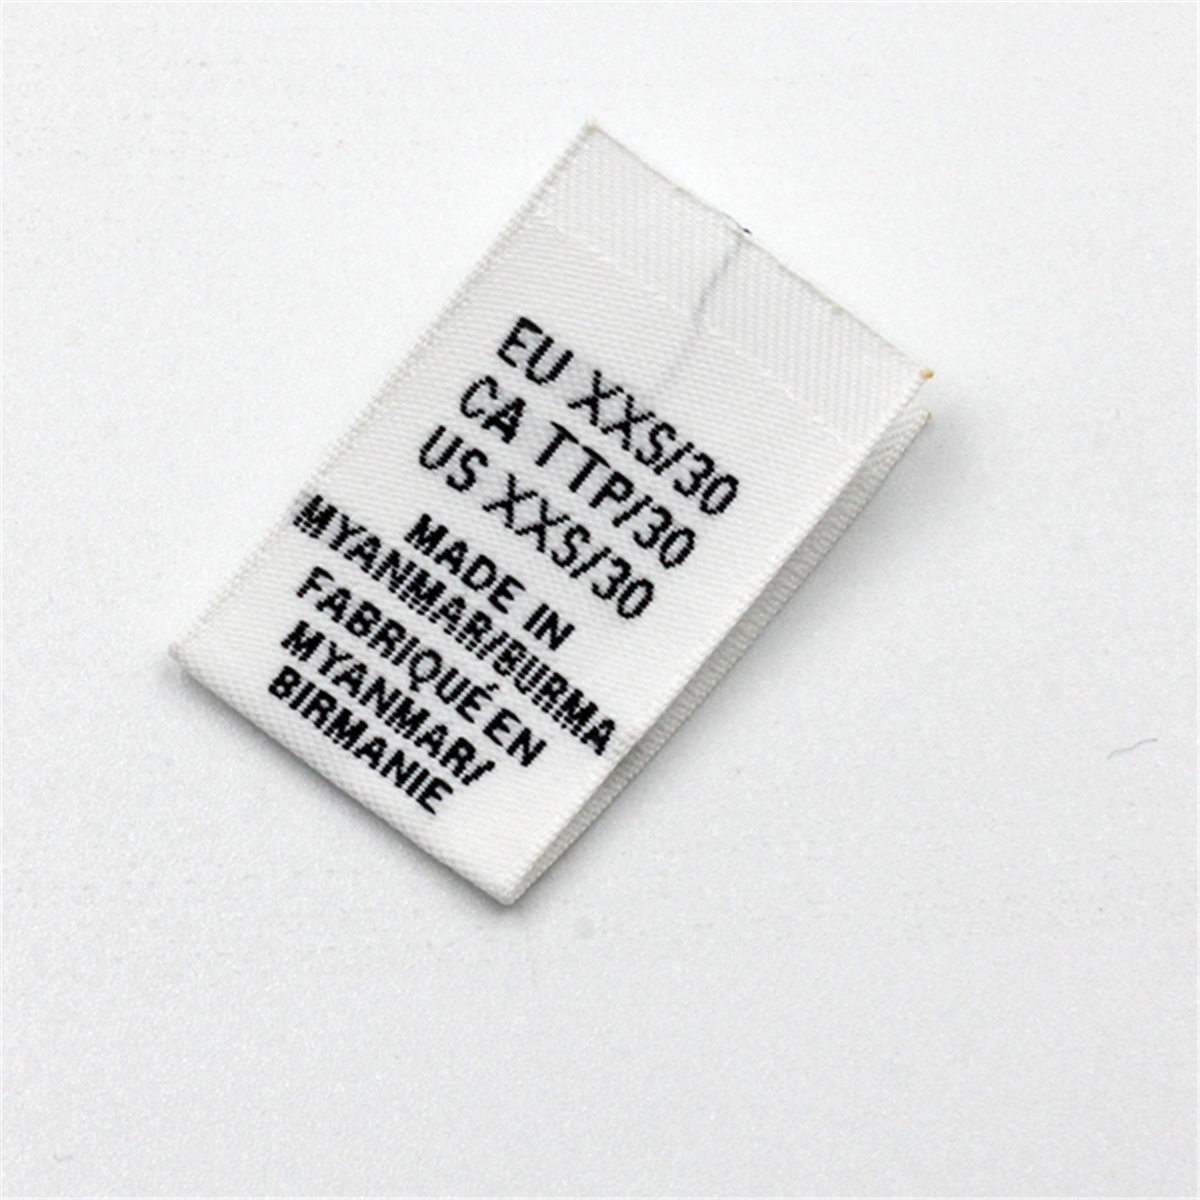 EU XXS/30
CA TTP/30
US XXS/30
MADE IN
MYANMAR/BURMA
FABRIQUÉ EN
MYANMAR/
BIRMANIE